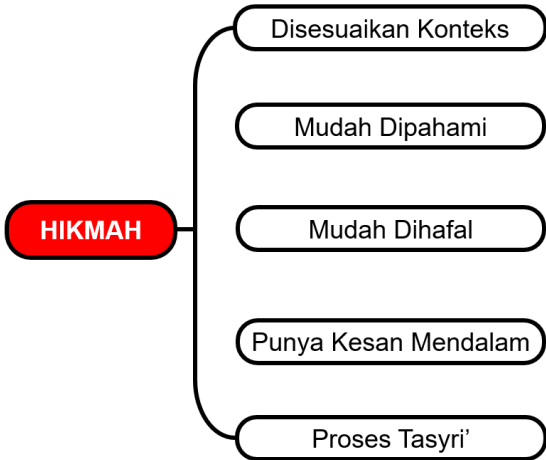 Disesuaikan Konteks
Mudah Dipahami
HIKMAH
Mudah Dihafal
Punya Kesan Mendalam
Proses Tasyri’